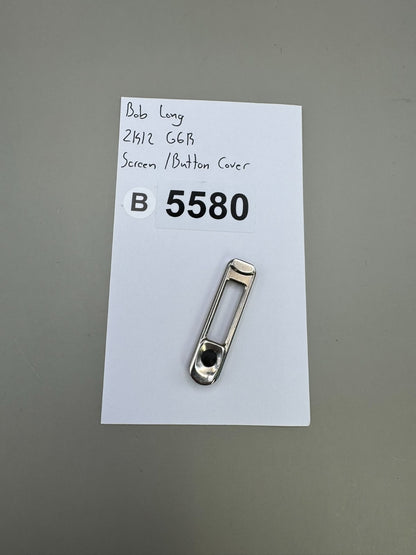 Bob Long
2K12 G6R
Screen / Button Cover
B 5580